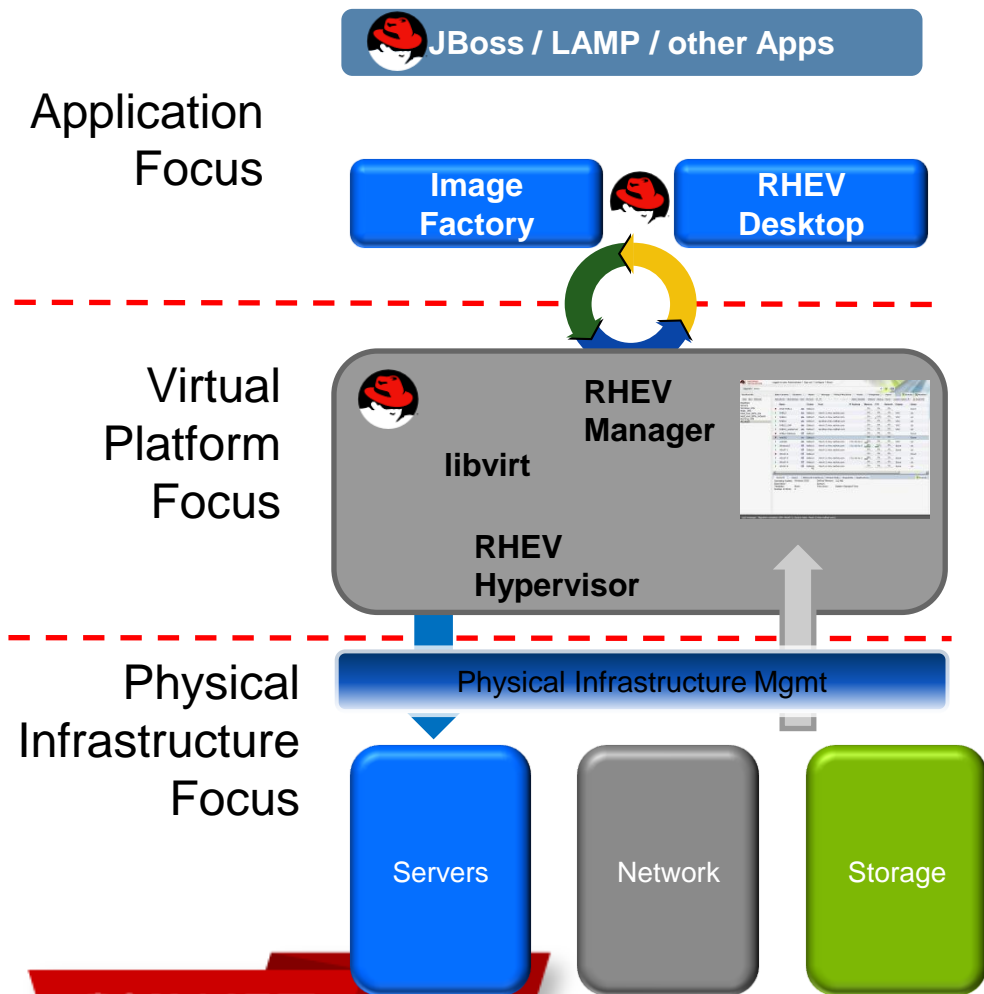 JBoss / LAMP / other Apps
Application
Focus
Image
Factory
RHEV
Desktop
Virtual
Platform
Focus
RHEV
Manager
libvirt
RHEV
Hypervisor
Physical
Infrastructure
Focus
Physical Infrastructure Mgmt
Servers
Network
Storage